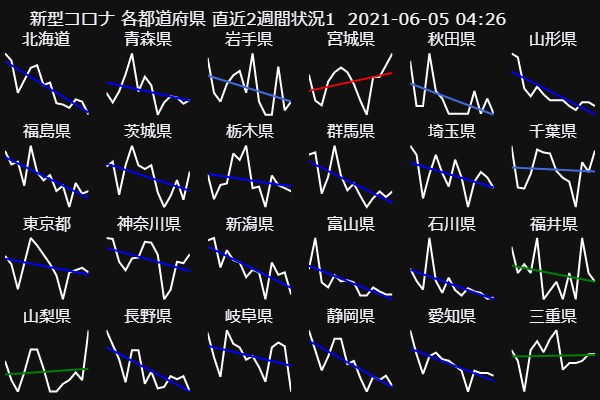 新型コロナ 各都道府県 直近2週間状況1 2021-06-05 04:26
北海道 青森県 岩手県 宮城県 秋田県 山形県
福島県 茨城県 栃木県 群馬県 埼玉県 千葉県
東京都 神奈川県 新潟県 富山県 石川県 福井県
山梨県 長野県 岐阜県 静岡県 愛知県 三重県